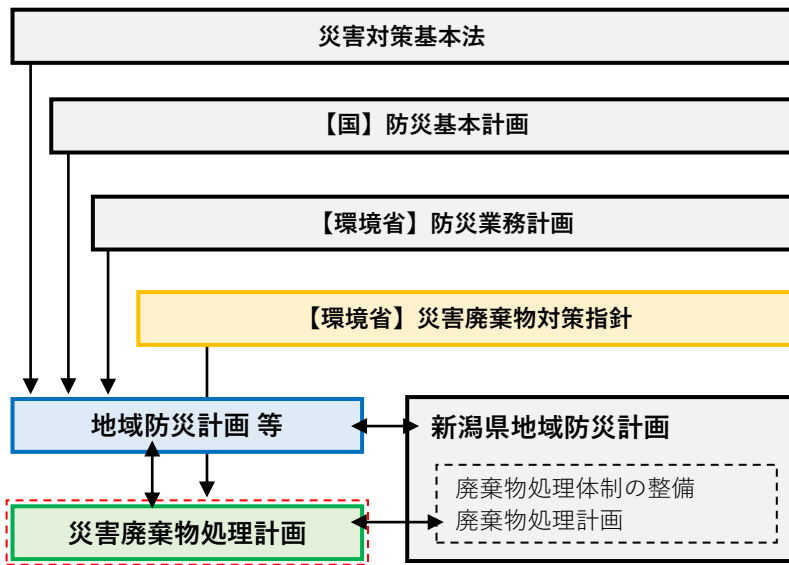 災害対策基本法
【国】防災基本計画
【環境省】防災業務計画
【環境省】災害廃棄物対策指針
地域防災計画 等
新潟県地域防災計画
廃棄物処理体制の整備
廃棄物処理計画
災害廃棄物処理計画